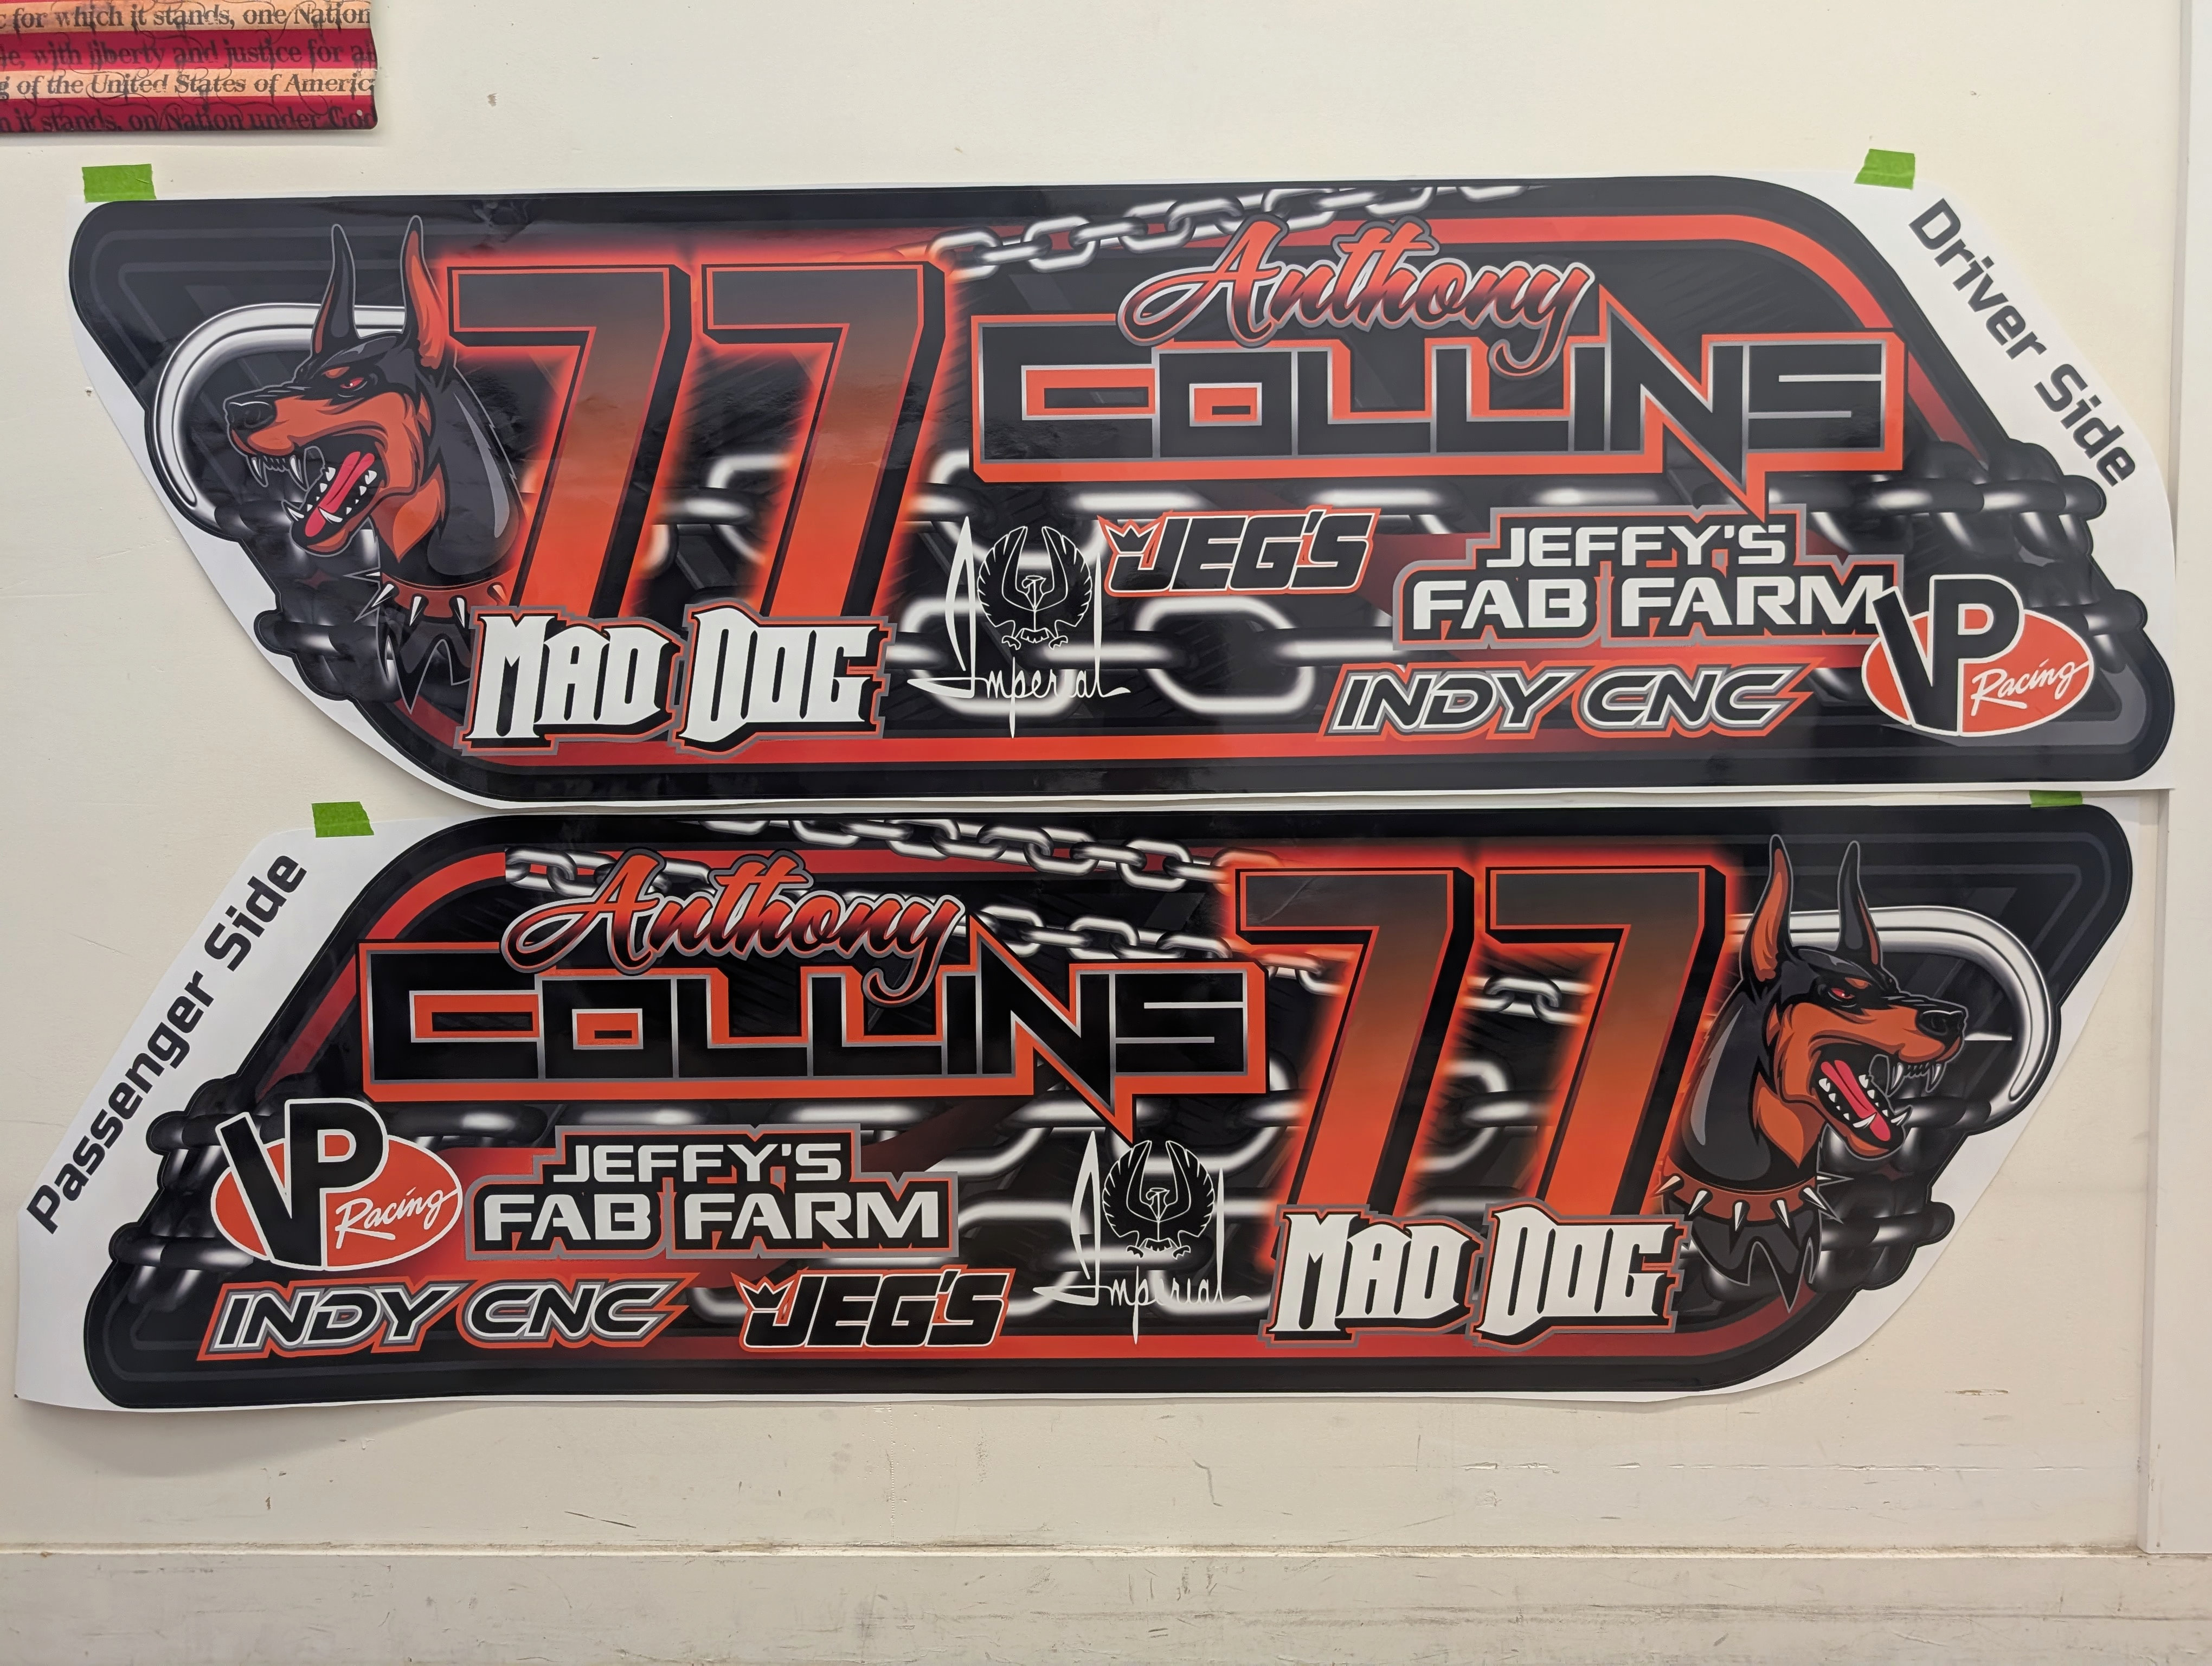 for which it stands, one Nation
with liberty and justice for
of the United States of Americ
it stands, on Nation under God
Driver Side
77
Anthony
COLLINS
MAD DOG
Imperial
JEG'S
JEFFY'S
FAB FARM
INDY CNC
VP
Racing
Passenger Side
Anthony
COLLINS
77
VP
Racing
JEFFY'S
FAB FARM
INDY CNC
JEG'S
Imperial
MAD DOG